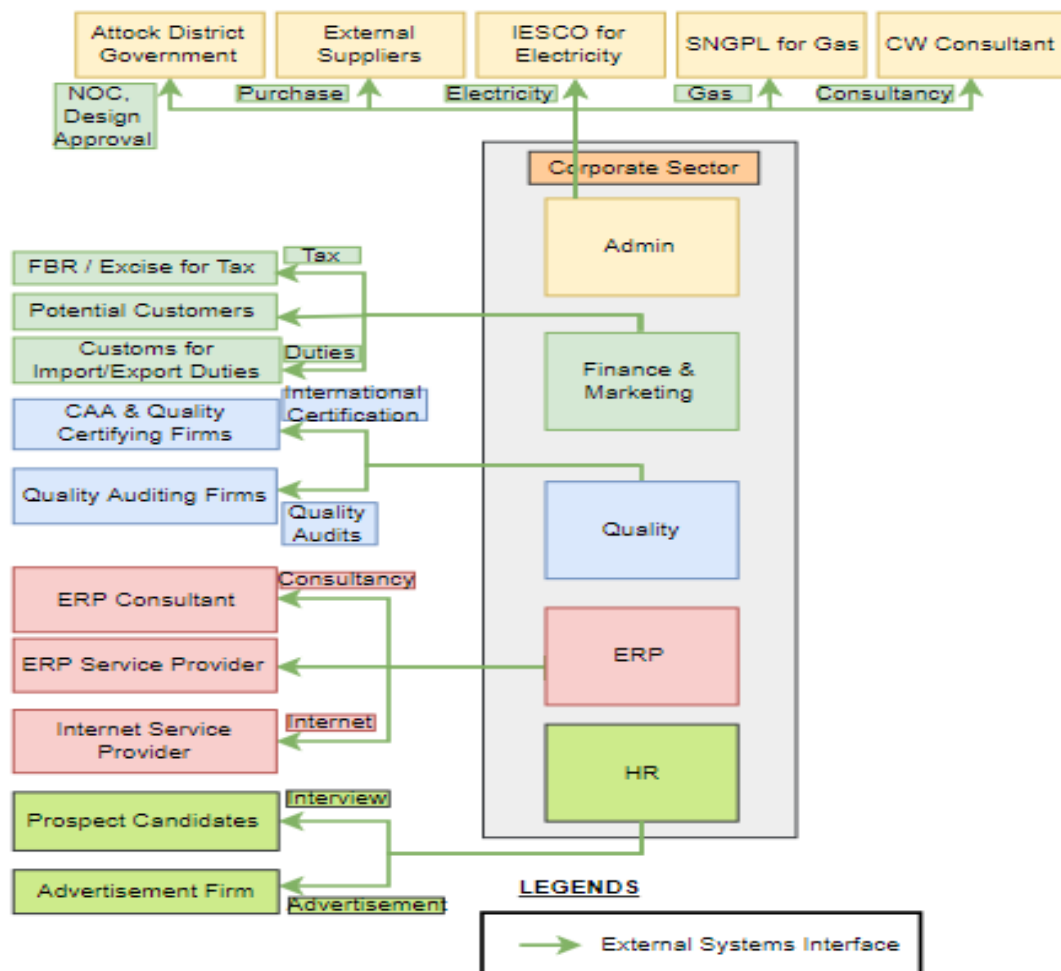 Attock District
Government
External
Suppliers
IESCO for
Electricity
SNGPL for Gas
CW Consultant
NOC,
Design
Approval
Purchase
Electricity
Gas
Consultancy
Corporate Sector
Admin
Tax
FBR / Excise for Tax
Potential Customers
Customs for
Import/Export Duties
Duties
Finance &
Marketing
International
Certification
CAA & Quality
Certifying Firms
Quality Auditing Firms
Quality
Audits
Quality
Consultancy
ERP Consultant
ERP Service Provider
ERP
Internet
Internet Service
Provider
HR
Interview
Prospect Candidates
Advertisement Firm
Advertisement
LEGENDS
External Systems Interface